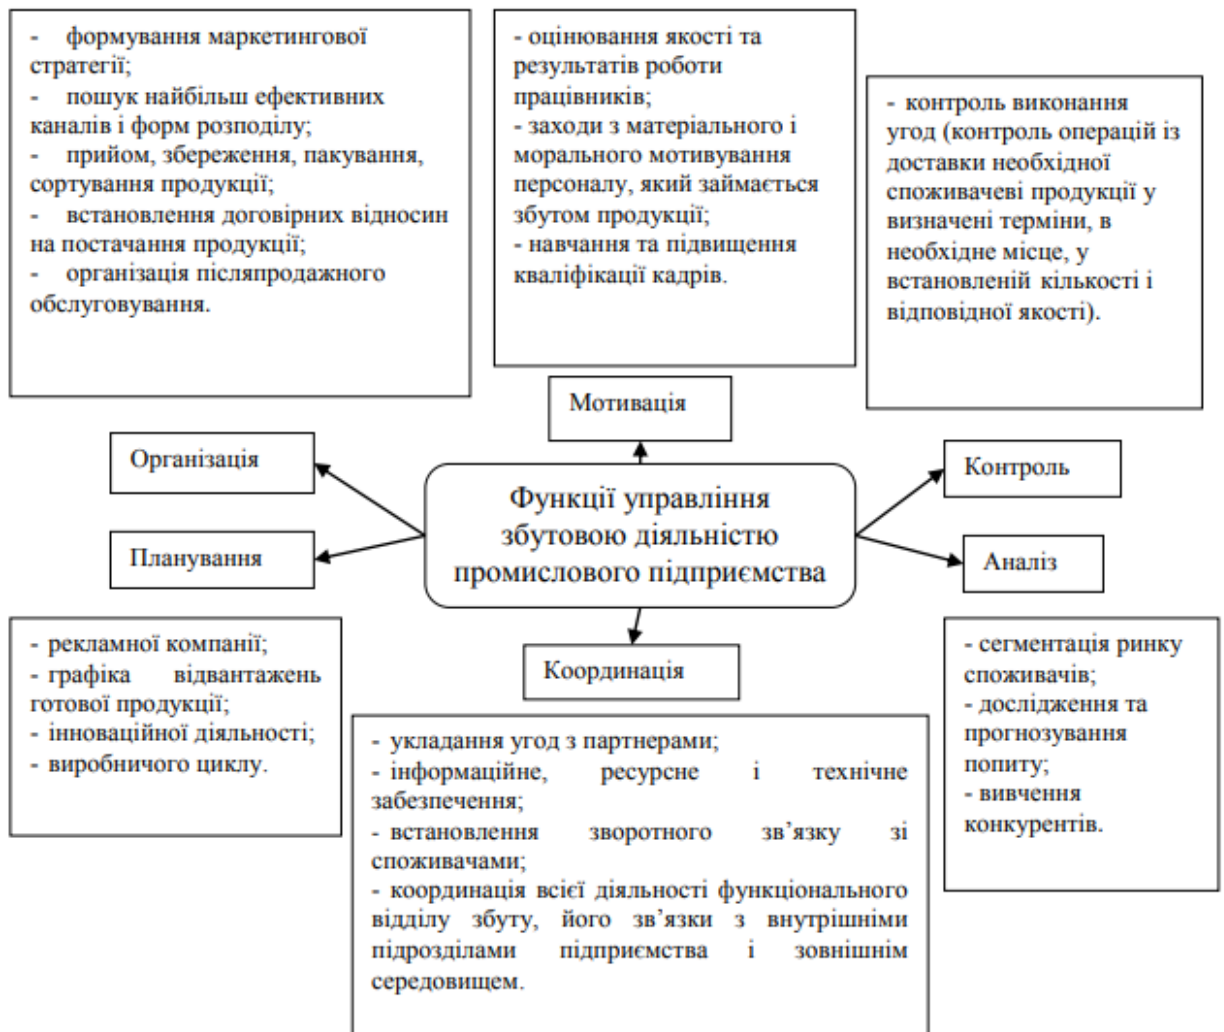 - формування маркетингової
стратегії;
- пошук найбільш ефективних
каналів і форм розподілу;
- прийом, збереження, пакування,
сортування продукції;
- встановлення договірних відносин
на постачання продукції;
- організація післяпродажного
обслуговування.
- оцінювання якості та
результатів роботи
працівників;
- заходи з матеріального і
морального мотивування
персоналу, який займається
збутом продукції;
- навчання та підвищення
кваліфікації кадрів.
- контроль виконання
угод (контроль операцій із
доставки необхідної
споживачеві продукції у
визначені терміни, в
необхідне місце, у
встановленій кількості і
відповідної якості).
Мотивація
Організація
Контроль
Функції управління
збутовою діяльністю
промислового підприємства
Планування
Аналіз
Координація
- рекламної компанії;
- графіка відвантажень
готової продукції;
- інноваційної діяльності;
- виробничого циклу.
- укладання угод з партнерами;
- інформаційне, ресурсне і технічне
забезпечення;
- встановлення зворотного зв’язку зі
споживачами;
- координація всієї діяльності функціонального
відділу збуту, його зв’язки з внутрішніми
підрозділами підприємства і зовнішнім
середовищем.
- сегментація ринку
споживачів;
- дослідження та
прогнозування
попиту;
- вивчення
конкурентів.